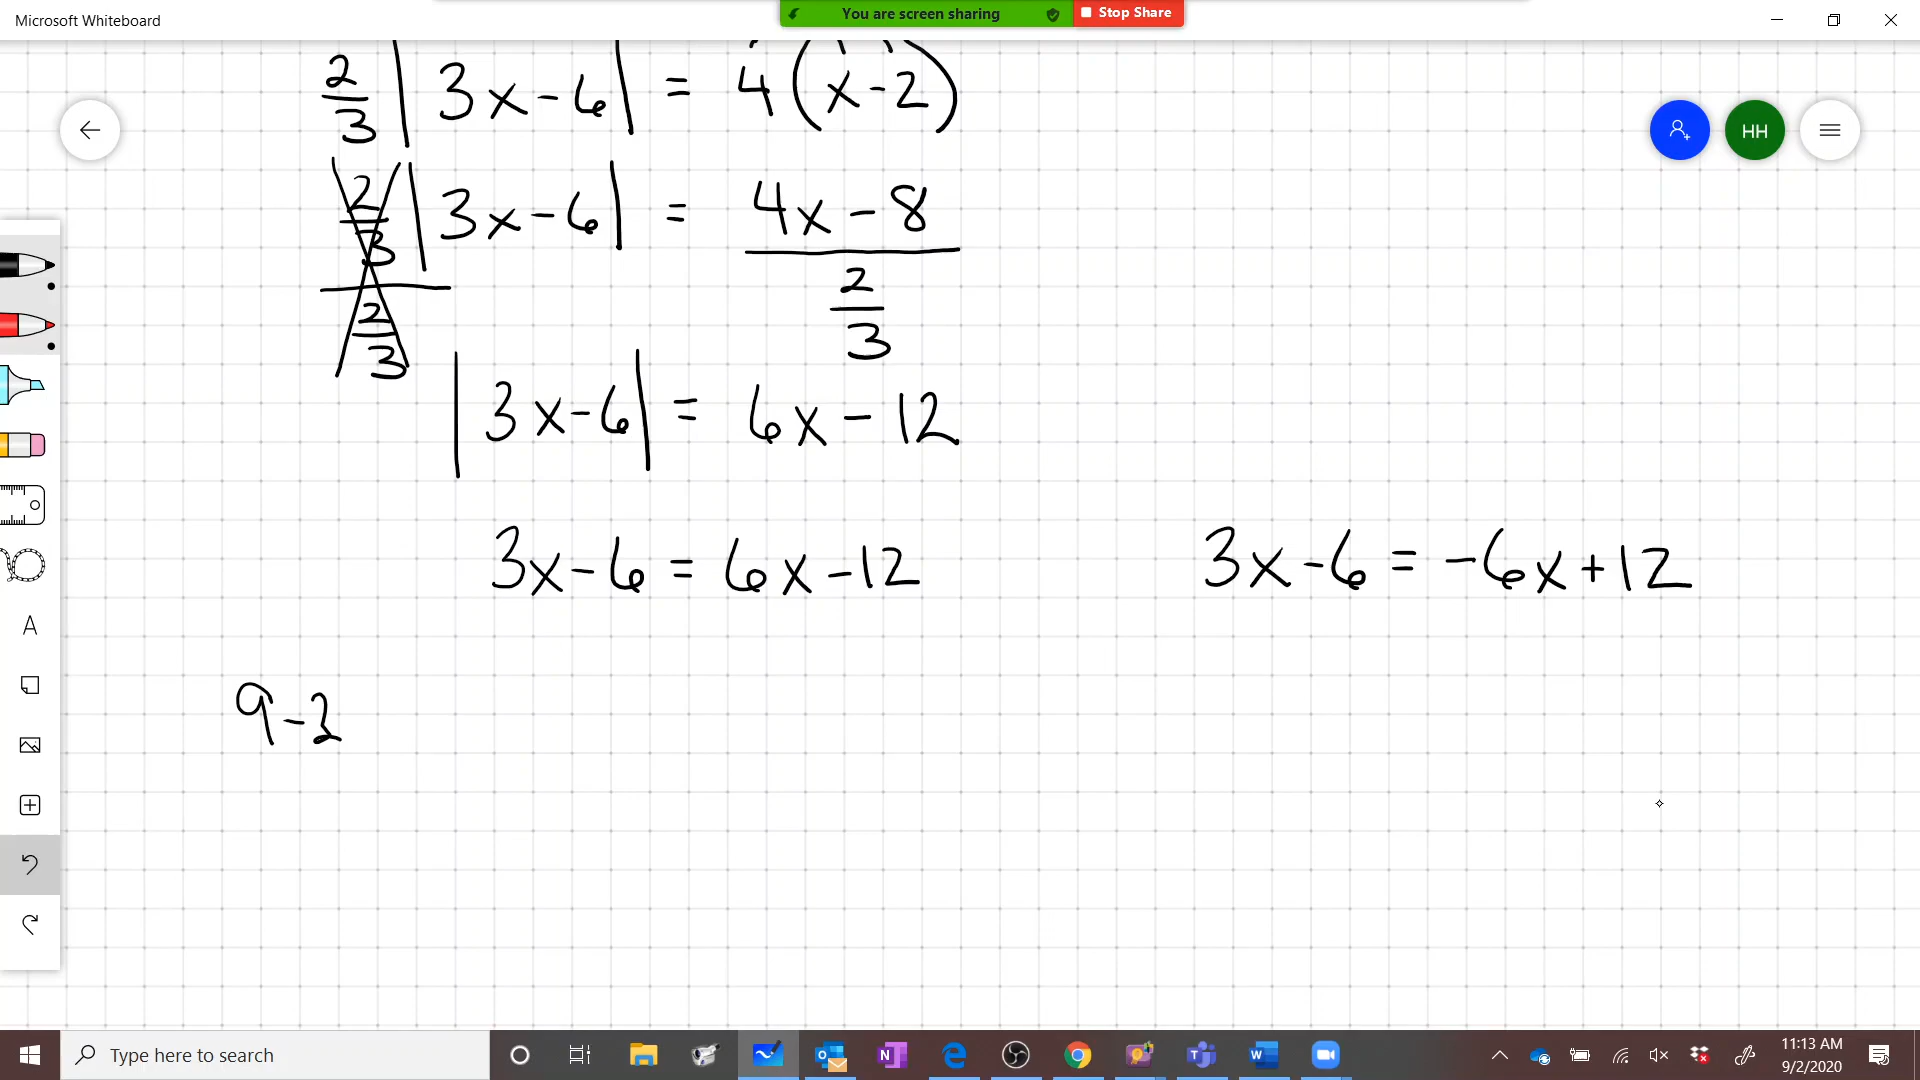 Microsoft Whiteboard
You are screen sharing
Stop Share
2/3 |3x-6| = 4(x-2)
HH
(2/3)/(2/3) |3x-6| = (4x-8)/(2/3)
|3x-6| = 6x-12
3x-6 = 6x-12
3x-6 = -6x+12
A
9-2
Type here to search
11:13 AM
9/2/2020